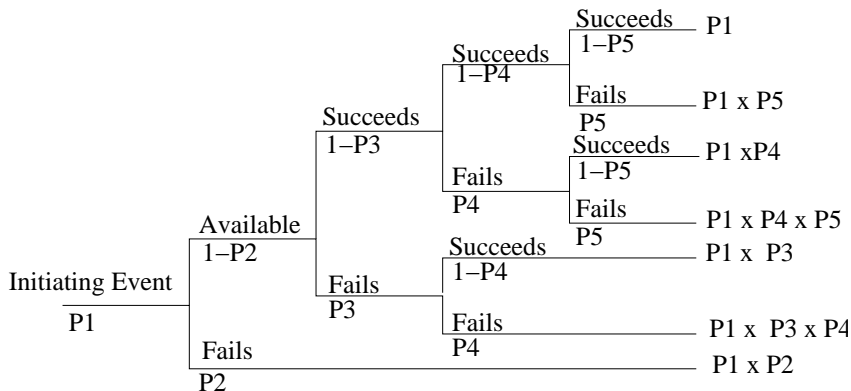 Succeeds
1–P5
P1
Succeeds
1–P4
Fails
P5
P1 x P5
Succeeds
1–P3
Succeeds
1–P5
P1 xP4
Fails
P4
Fails
P5
P1 x P4 x P5
Available
1–P2
Succeeds
1–P4
P1 x P3
Initiating Event
P1
Fails
P3
Fails
P4
P1 x P3 x P4
Fails
P2
P1 x P2